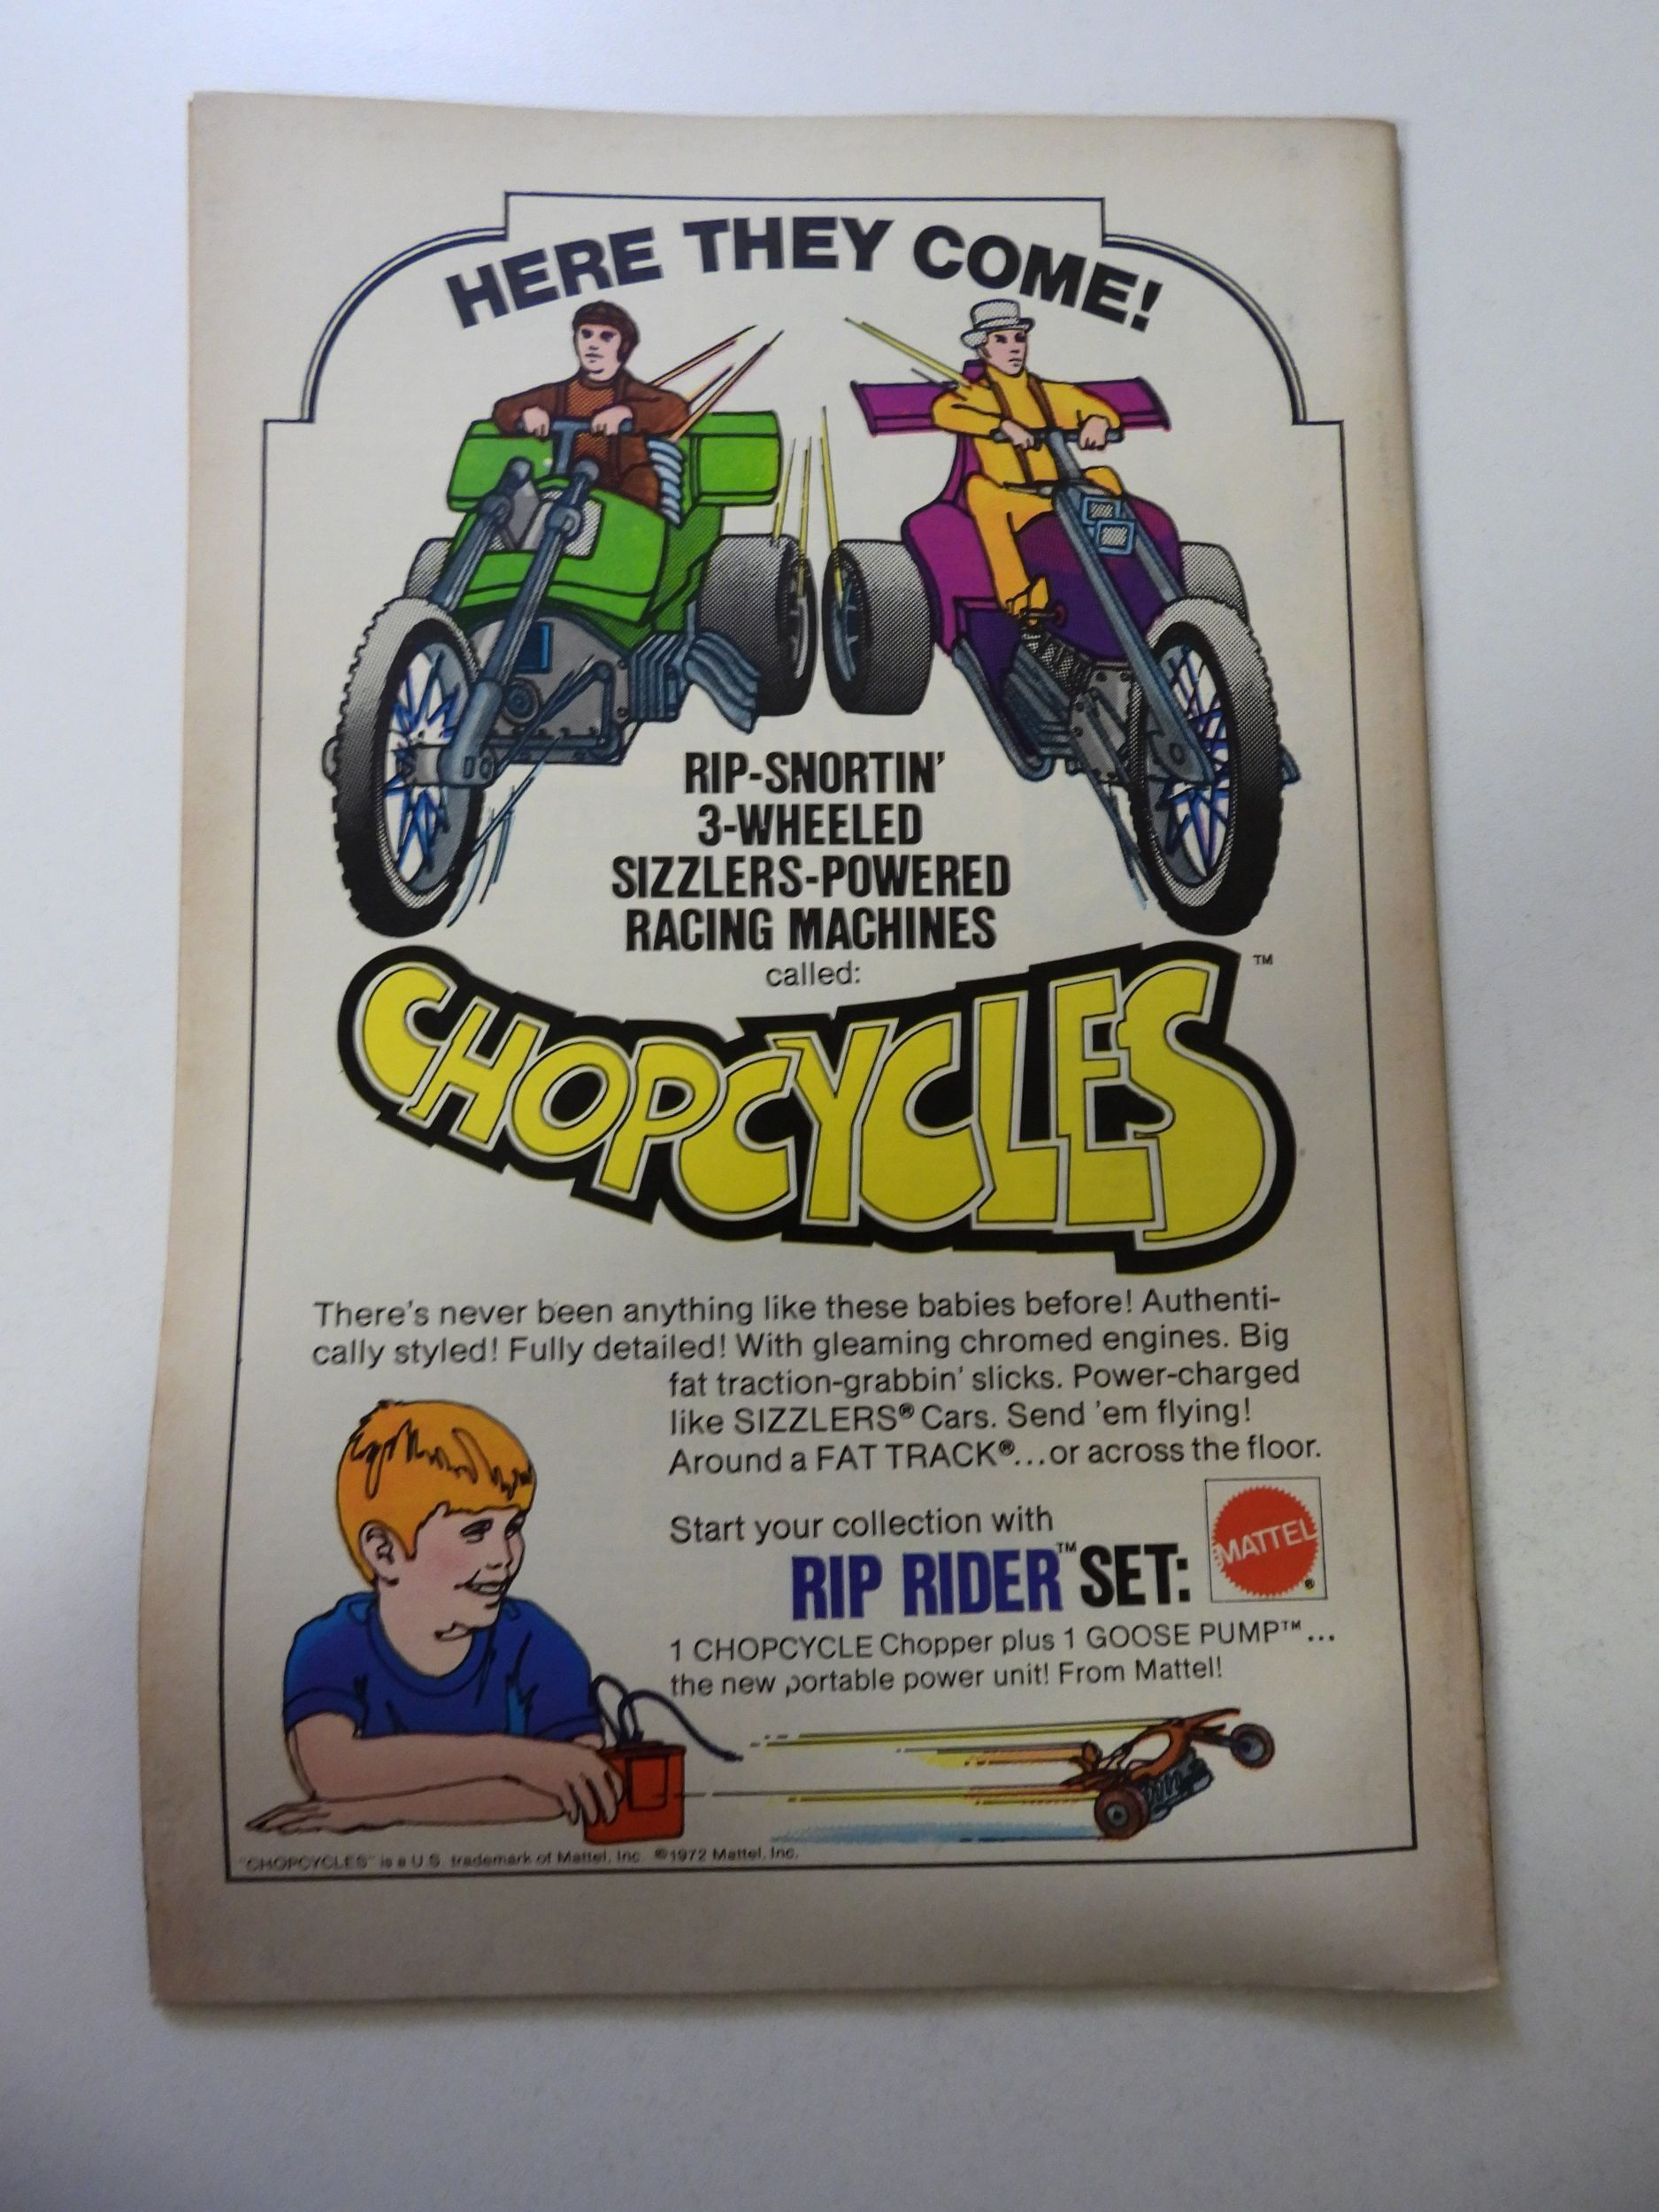 HERE THEY COME!
RIP-SNORTIN'
3-WHEELED
SIZZLERS-POWERED
RACING MACHINES
called:
CHOPCYCLES™
There's never been anything like these babies before! Authenti-
cally styled! Fully detailed! With gleaming chromed engines. Big
fat traction-grabbin' slicks. Power-charged
like SIZZLERS® Cars. Send 'em flying!
Around a FAT TRACK®...or across the floor.
Start your collection with
RIP RIDER™ SET:
MATTEL®
1 CHOPCYCLE Chopper plus 1 GOOSE PUMP™...
the new portable power unit! From Mattel!
"CHOPCYCLES" is a U.S. trademark of Mattel, Inc. ©1972 Mattel, Inc.